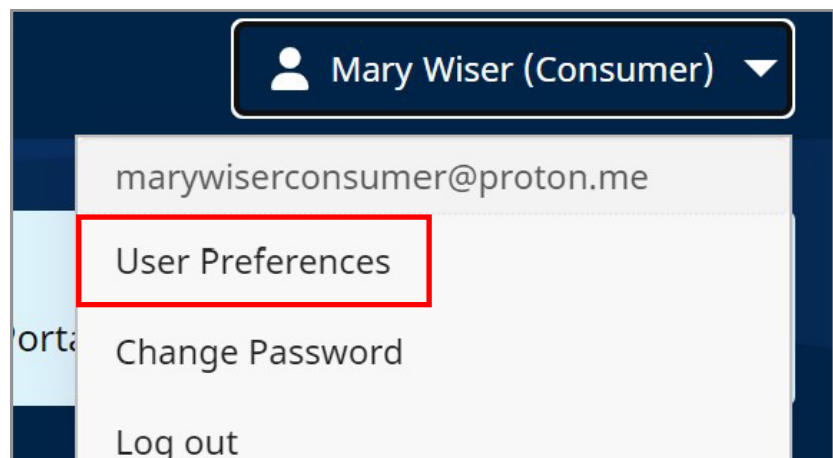 Mary Wiser (Consumer)
marywiserconsumer@proton.me
User Preferences
Change Password
Log out